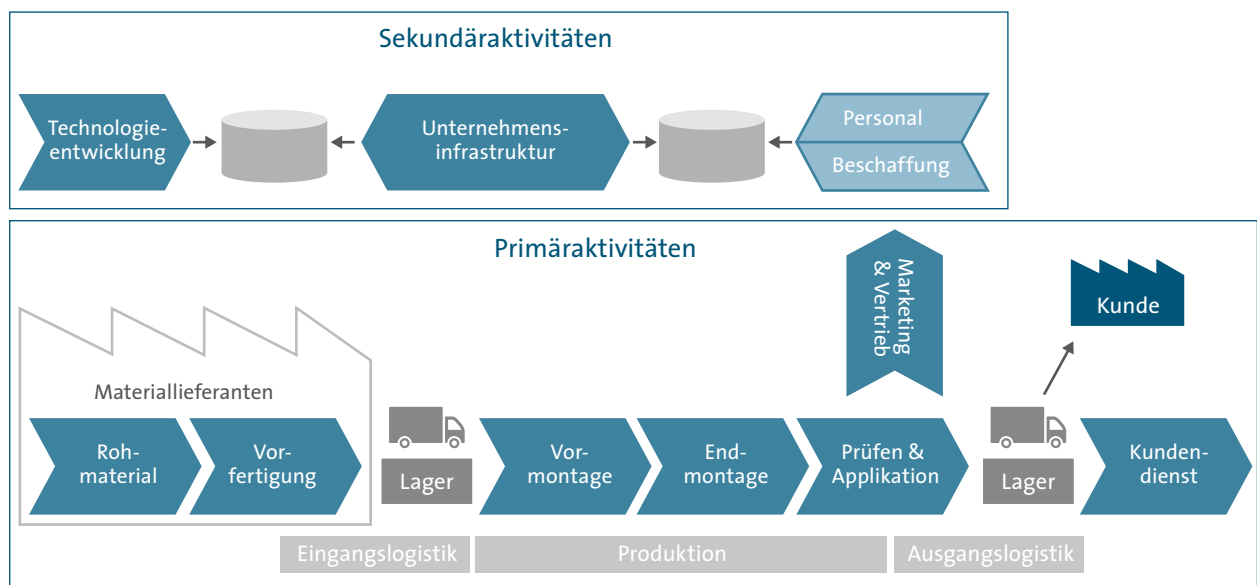 Sekundäraktivitäten
Technologie-
entwicklung
Unternehmens-
infrastruktur
Personal
Beschaffung
Primäraktivitäten
Marketing
& Vertrieb
Kunde
Materiallieferanten
Roh-
material
Vor-
fertigung
Lager
Vor-
montage
End-
montage
Prüfen &
Applikation
Lager
Kunden-
dienst
Eingangslogistik
Produktion
Ausgangslogistik